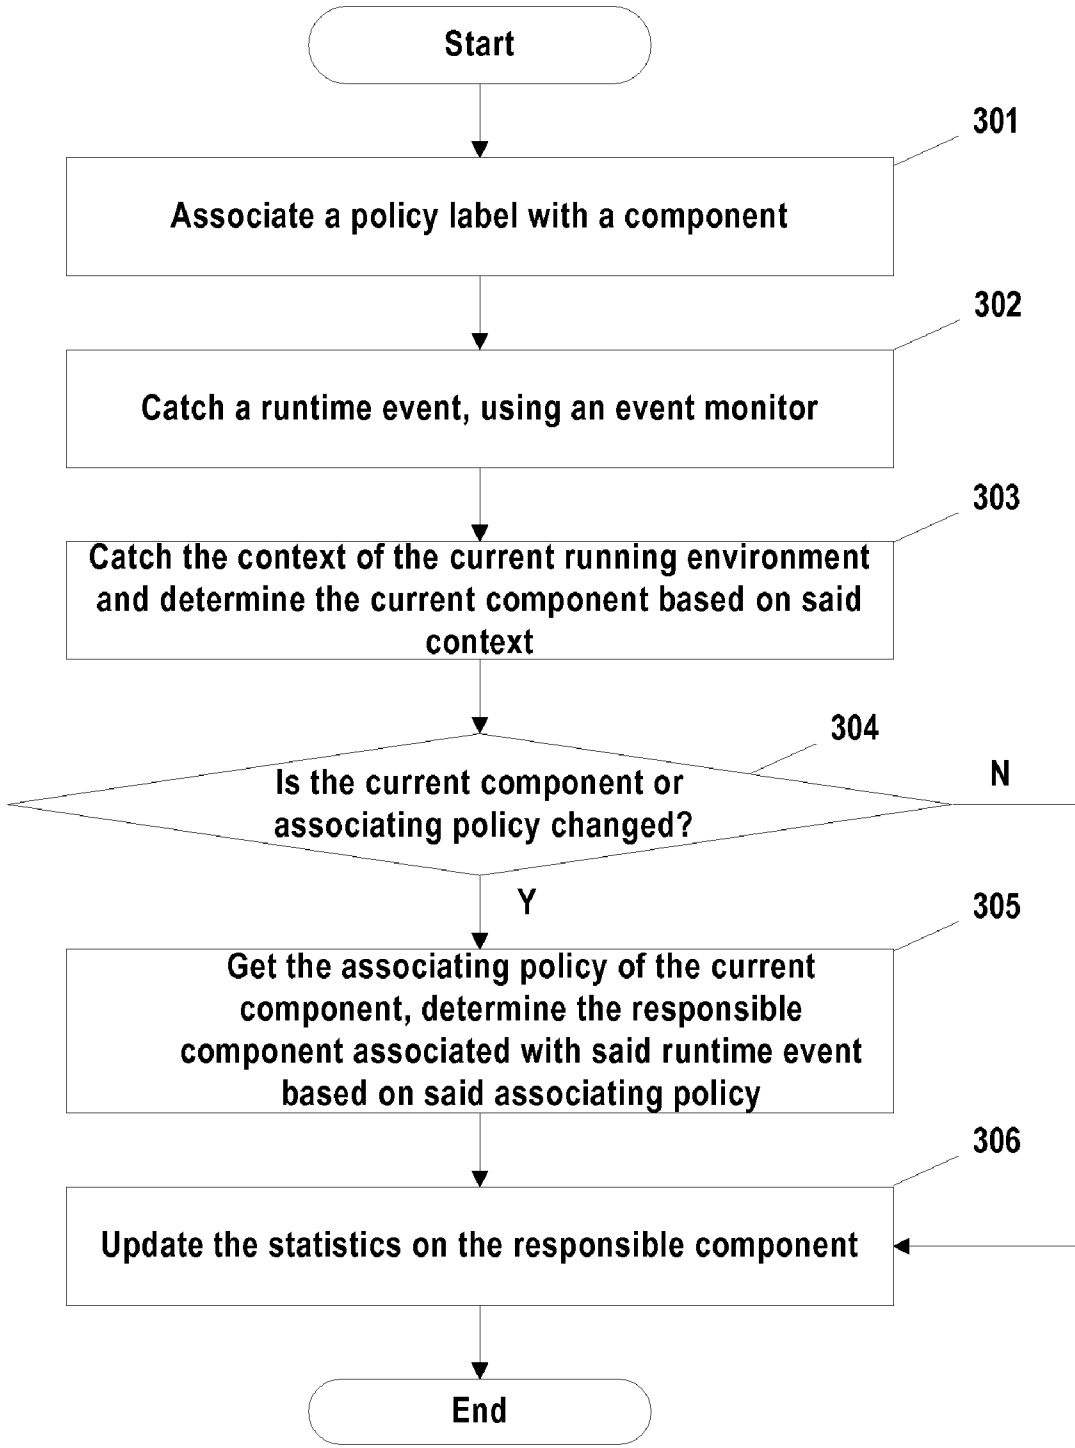 Start
301
Associate a policy label with a component
302
Catch a runtime event, using an event monitor
303
Catch the context of the current running environment
and determine the current component based on said
context
304
Is the current component or
associating policy changed?
N
Y
305
Get the associating policy of the current
component, determine the responsible
component associated with said runtime event
based on said associating policy
306
Update the statistics on the responsible component
End